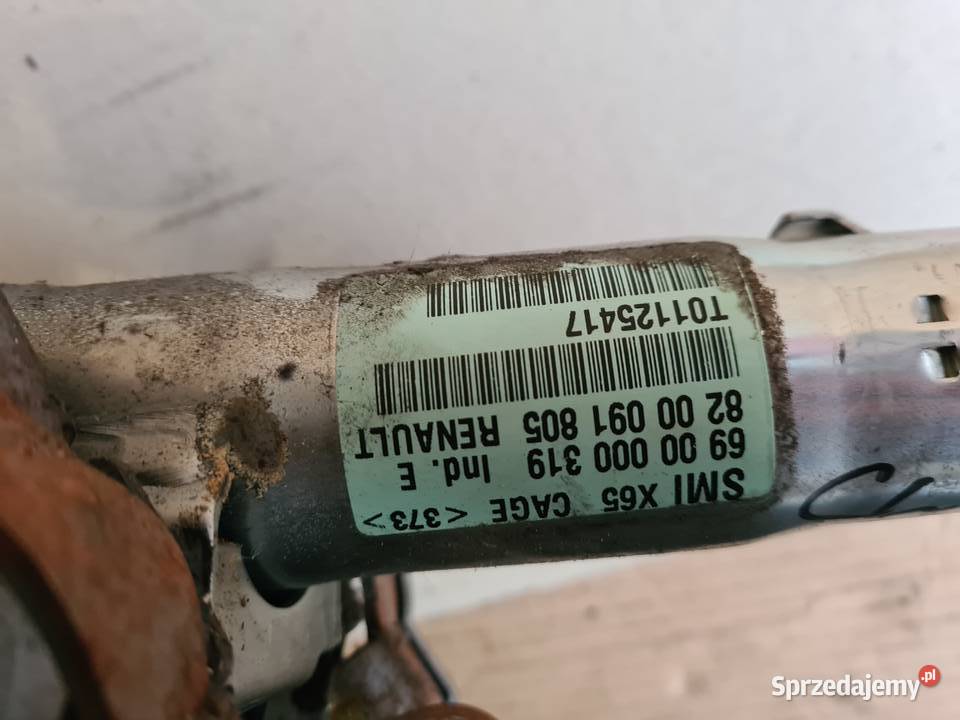 SMI X65 CAGE <373>
69 00 000 319 Ind. E
82 00 091 805 RENAULT
T01125417
Sprzedajemy.pl